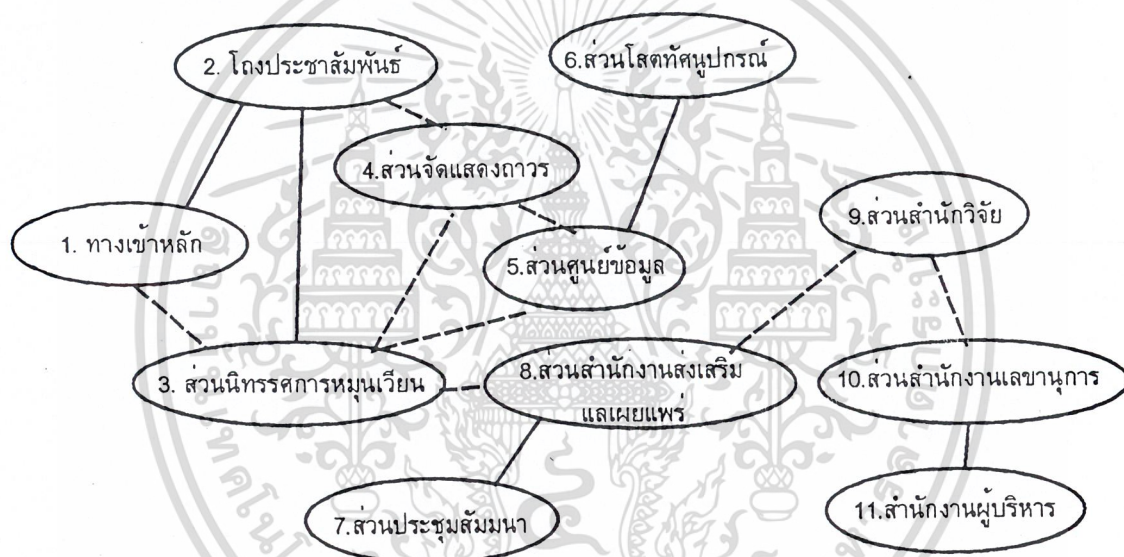 2. โถงประชาสัมพันธ์
6.ส่วนโสตทัศนูปกรณ์
4.ส่วนจัดแสดงถาวร
9.ส่วนสำนักวิจัย
1. ทางเข้าหลัก
5.ส่วนศูนย์ข้อมูล
3. ส่วนนิทรรศการหมุนเวียน
8.ส่วนสำนักงานส่งเสริม
แลเผยแพร่
10.ส่วนสำนักงานเลขานุการ
7.ส่วนประชุมสัมมนา
11.สำนักงานผู้บริหาร